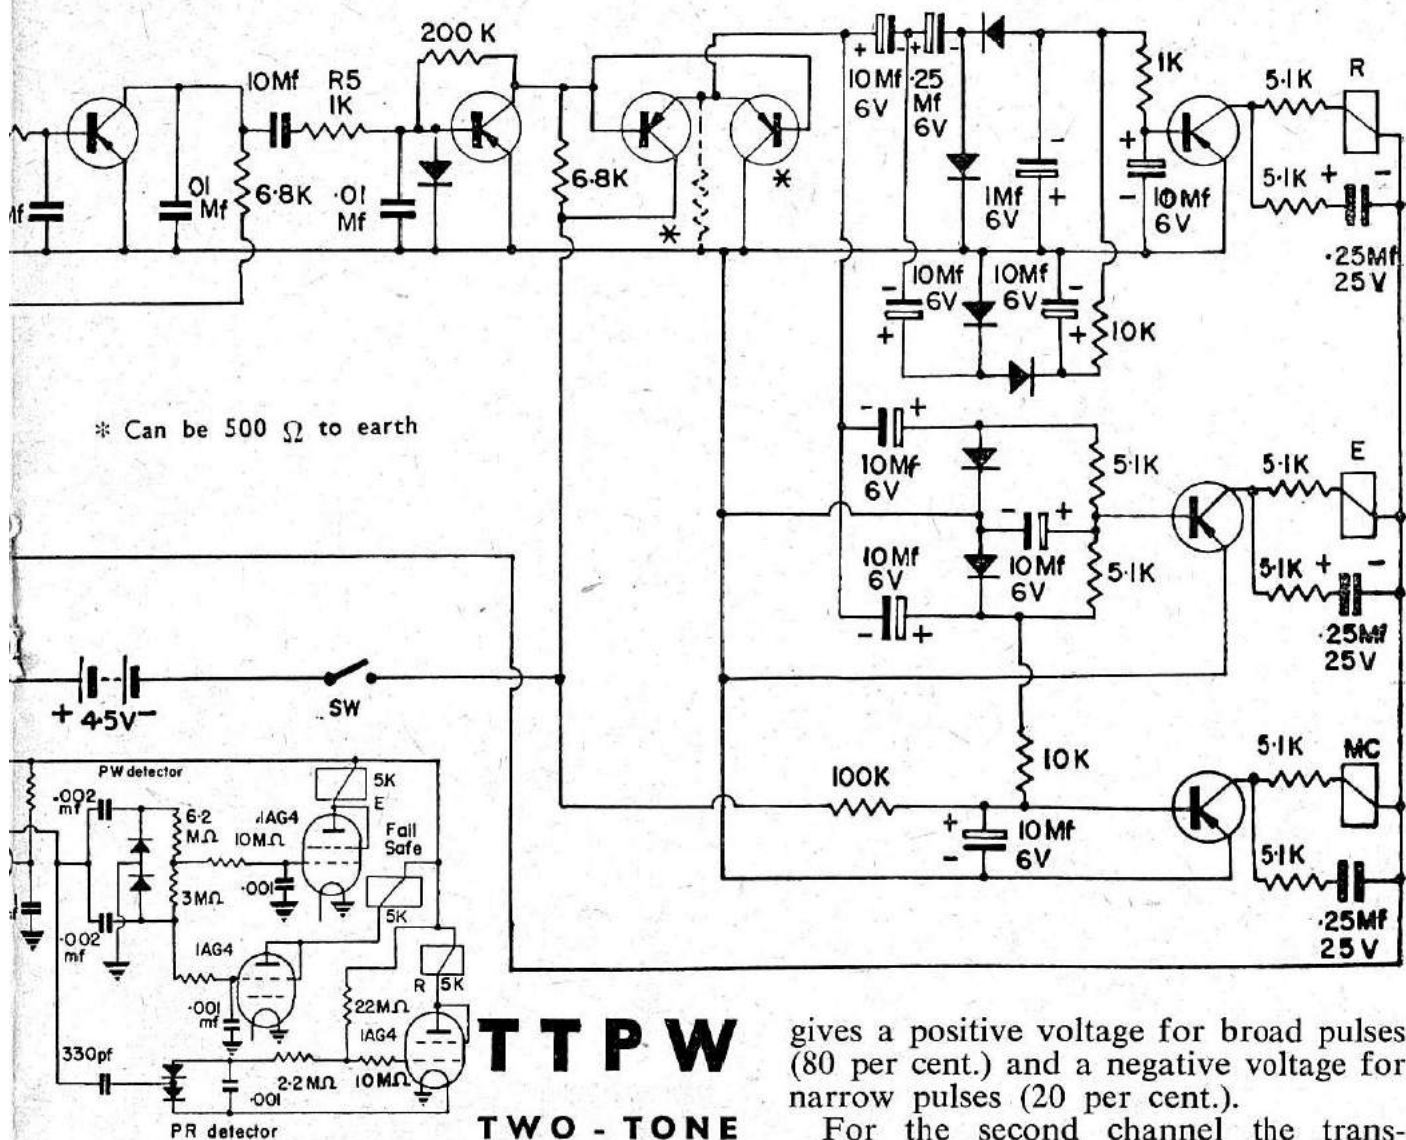 200 K
10Mf
R5
1K
6·8K
.01
Mf
·01
Mf
6·8K
*
*
Mf
+ - + -
10Mf
6V
·25
Mf
6V
1K
5.1K
R
5.1K + -
·25Mf
25V
1Mf
6V
-
+
+
-
10Mf
6V
10Mf
6V
10Mf
6V
-
+
-
+
10K
* Can be 500 Ω to earth
- +
10Mf
6V
5·1K
5.1K
E
- +
10Mf
6V
10Mf
6V
5·1K
- +
5·1K + -
·25Mf
25V
+ 4·5V -
SW
100K
10K
+
-
10Mf
6V
5.1K
MC
5.1K
·25Mf
25V
PW detector
5K
E
.002
mf
6·2
MΩ
10MΩ
1AG4
Fail
Safe
3MΩ
·001
5K
·002
mf
1AG4
R
5K
·001
mf
22MΩ
1AG4
330pf
2·2MΩ
10MΩ
·001
PR detector
TTPW
TWO - TONE
gives a positive voltage for broad pulses
(80 per cent.) and a negative voltage for
narrow pulses (20 per cent.).
For the second channel the trans-